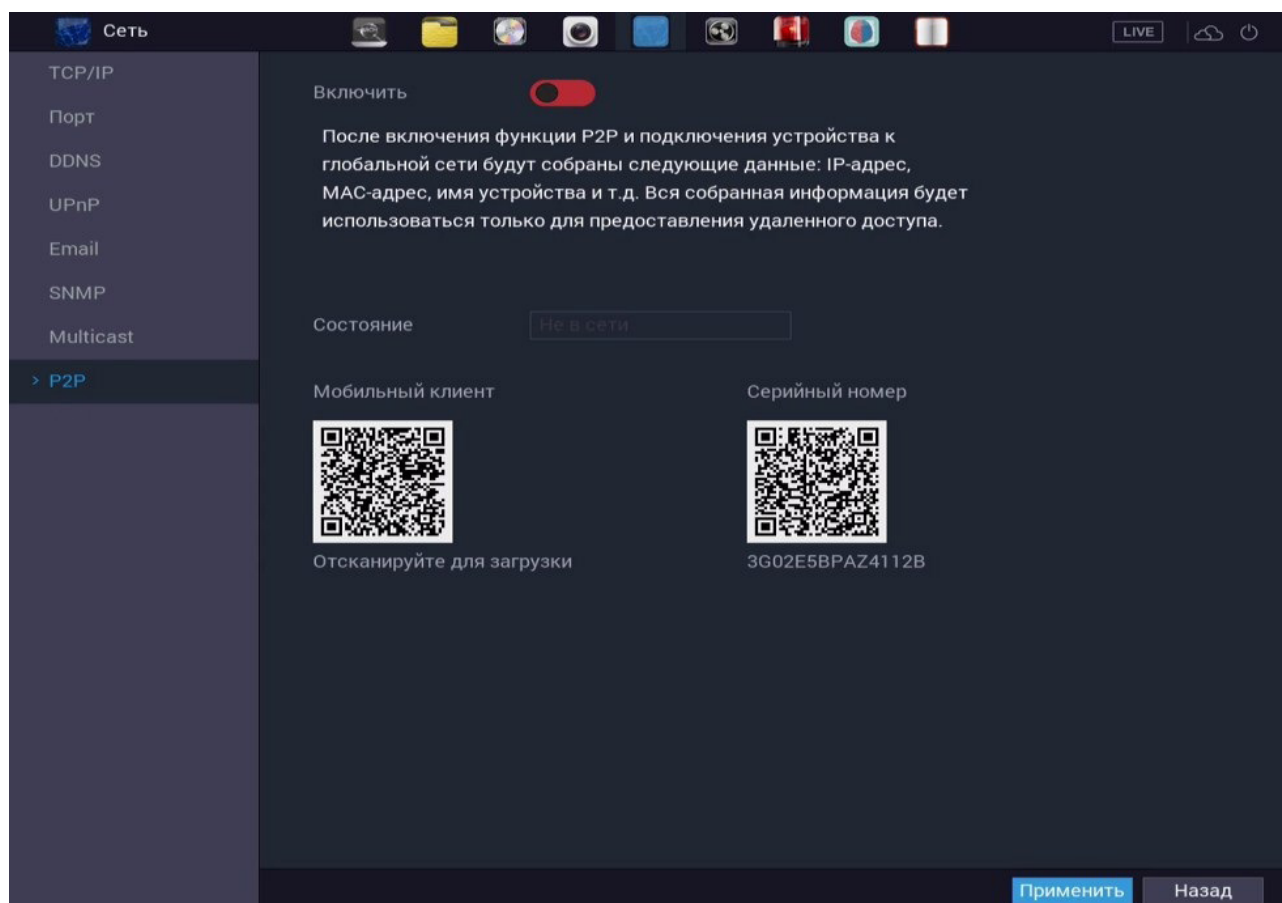 Сеть
LIVE
TCP/IP
Порт
DDNS
UPnP
Email
SNMP
Multicast
> P2P
Включить
После включения функции P2P и подключения устройства к
глобальной сети будут собраны следующие данные: IP-адрес,
MAC-адрес, имя устройства и т.д. Вся собранная информация будет
использоваться только для предоставления удаленного доступа.
Состояние
Не в сети
Мобильный клиент
Серийный номер
Отсканируйте для загрузки
3G02E5BPAZ4112B
Применить
Назад